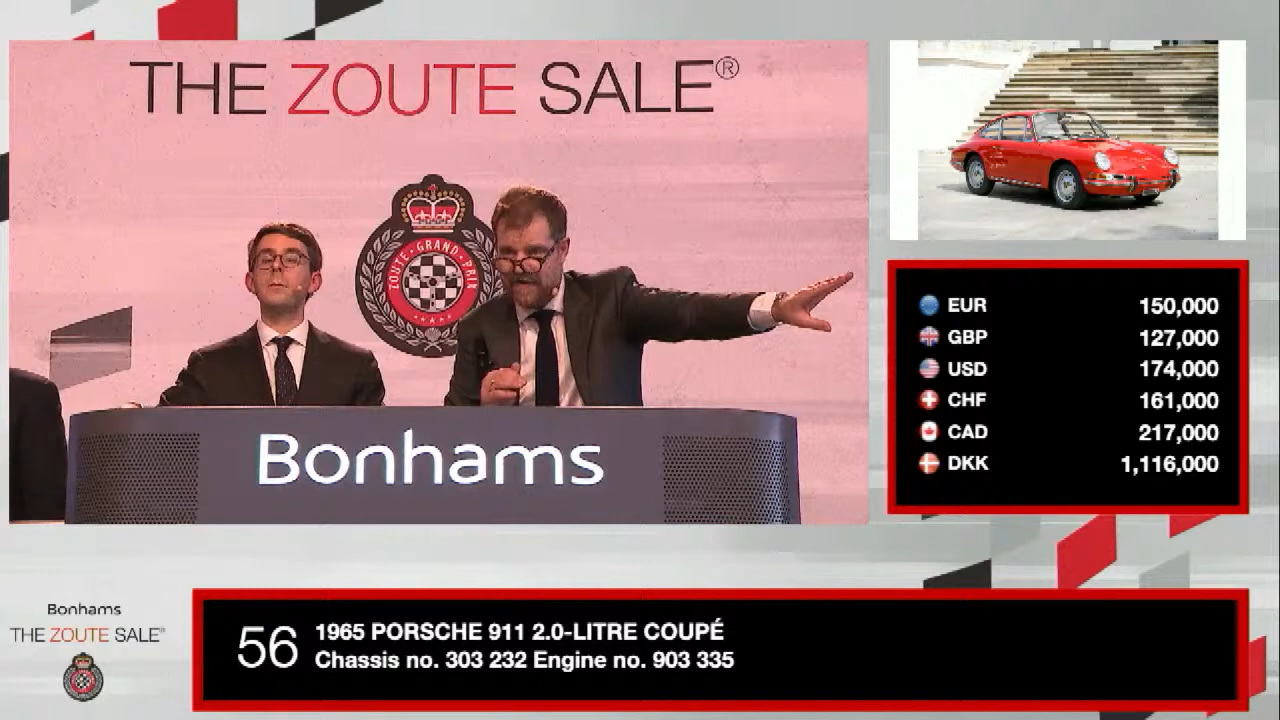 THE ZOUTE SALE®
ZOUTE · GRAND · PRIX
Bonhams
EUR 150,000
GBP 127,000
USD 174,000
CHF 161,000
CAD 217,000
DKK 1,116,000
Bonhams
THE ZOUTE SALE®
56
1965 PORSCHE 911 2.0-LITRE COUPÉ
Chassis no. 303 232 Engine no. 903 335